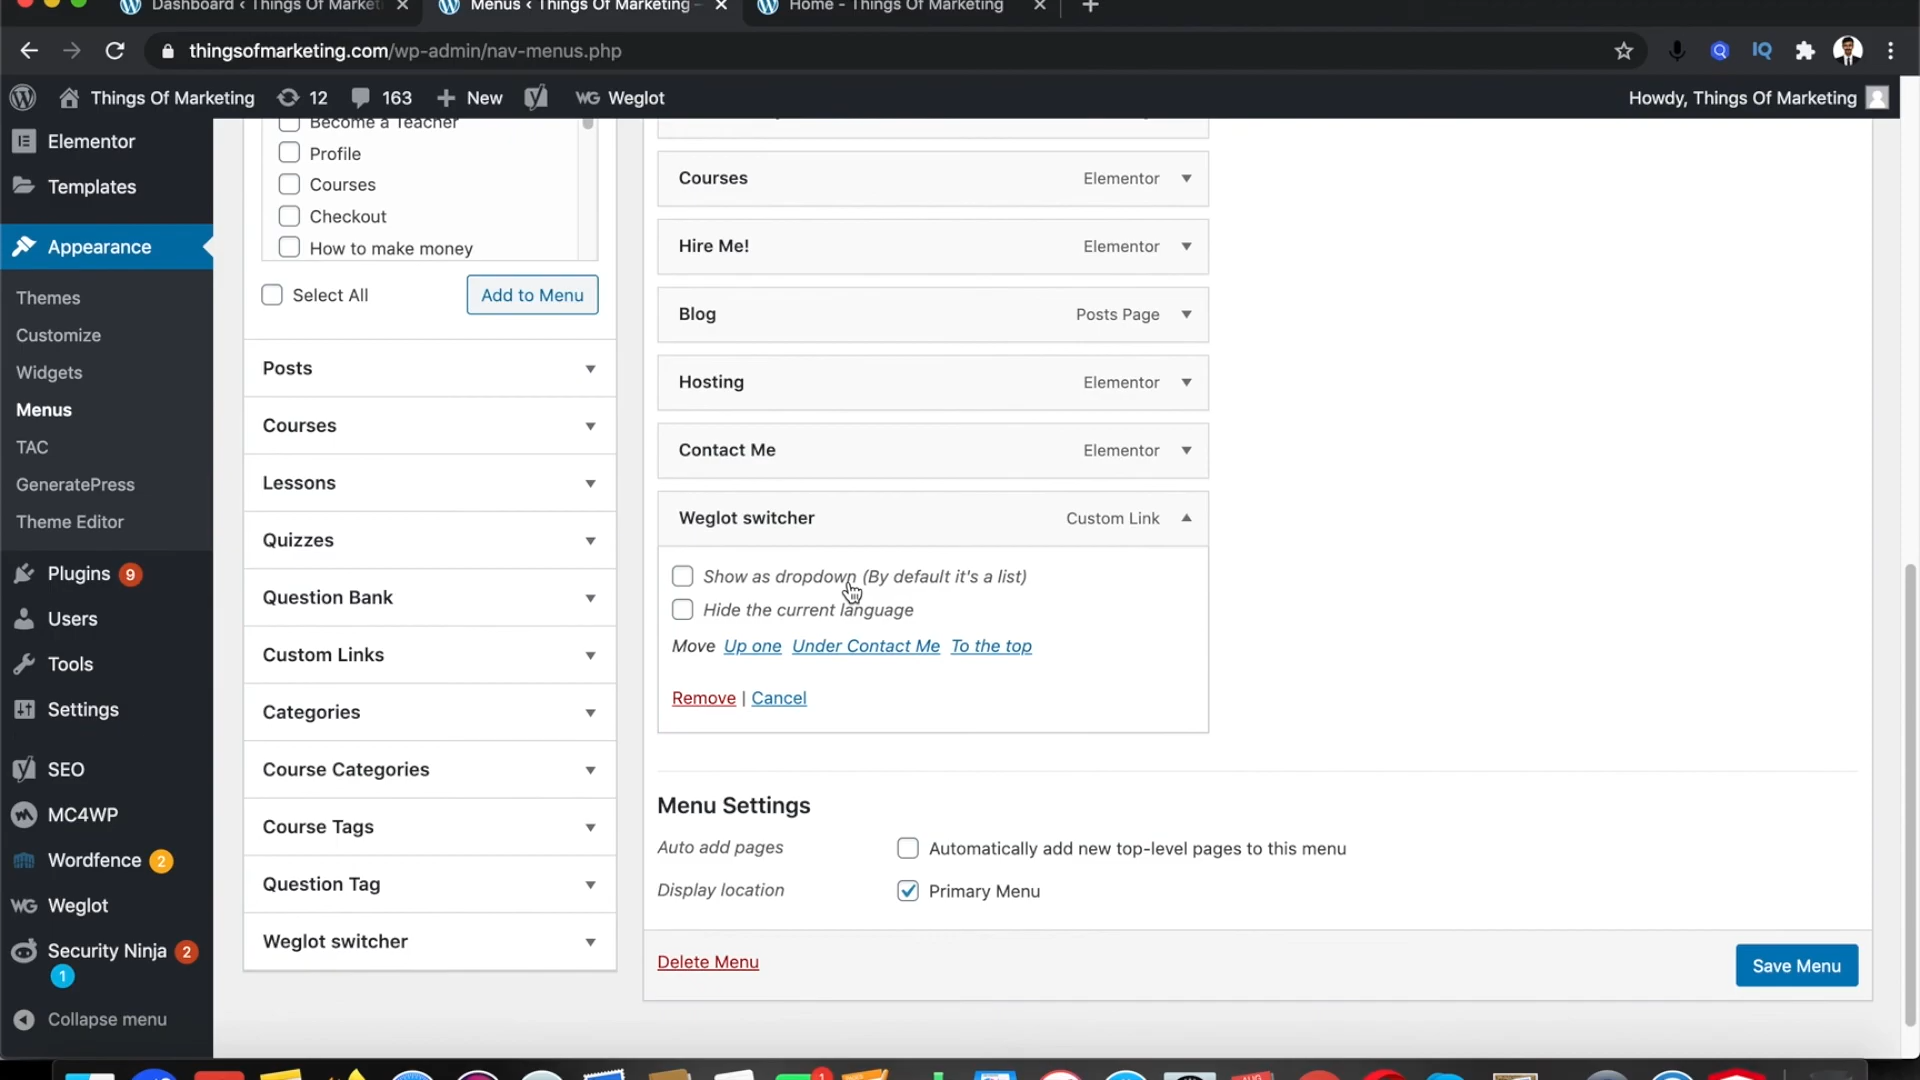 Dashboard ‹ Things Of Market
Menus ‹ Things Of Marketing -
Home - Things Of Marketing
thingsofmarketing.com/wp-admin/nav-menus.php
IQ
Things Of Marketing
12
163
New
WG Weglot
Howdy, Things Of Marketing
Elementor
Templates
Appearance
Themes
Customize
Widgets
Menus
TAC
GeneratePress
Theme Editor
Plugins 9
Users
Tools
Settings
SEO
MC4WP
Wordfence 2
WG Weglot
Security Ninja 2
1
Collapse menu
Become a Teacher
Profile
Courses
Checkout
How to make money
Select All
Add to Menu
Posts
Courses
Lessons
Quizzes
Question Bank
Custom Links
Categories
Course Categories
Course Tags
Question Tag
Weglot switcher
Courses Elementor
Hire Me! Elementor
Blog Posts Page
Hosting Elementor
Contact Me Elementor
Weglot switcher Custom Link
Show as dropdown (By default it's a list)
Hide the current language
Move Up one Under Contact Me To the top
Remove | Cancel
Menu Settings
Auto add pages Automatically add new top-level pages to this menu
Display location Primary Menu
Delete Menu
Save Menu
1